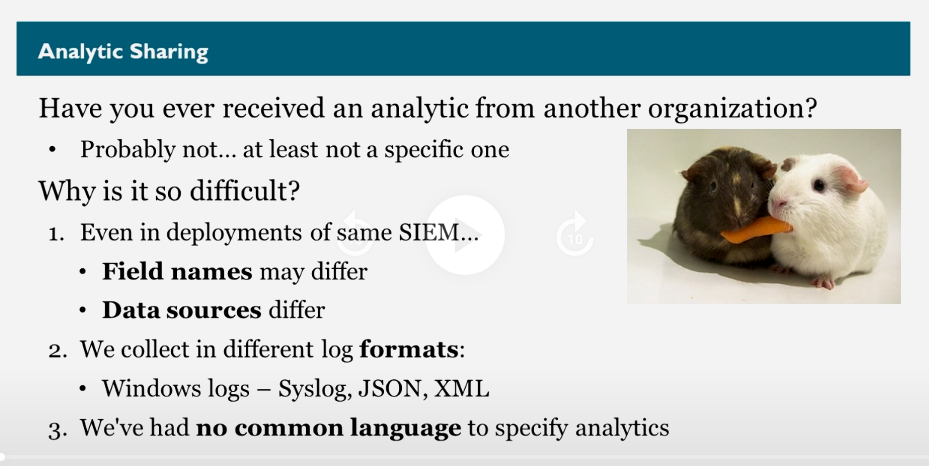 Analytic Sharing
Have you ever received an analytic from another organization?
• Probably not... at least not a specific one
Why is it so difficult?
1. Even in deployments of same SIEM...
• Field names may differ
• Data sources differ
2. We collect in different log formats:
• Windows logs – Syslog, JSON, XML
3. We've had no common language to specify analytics
10